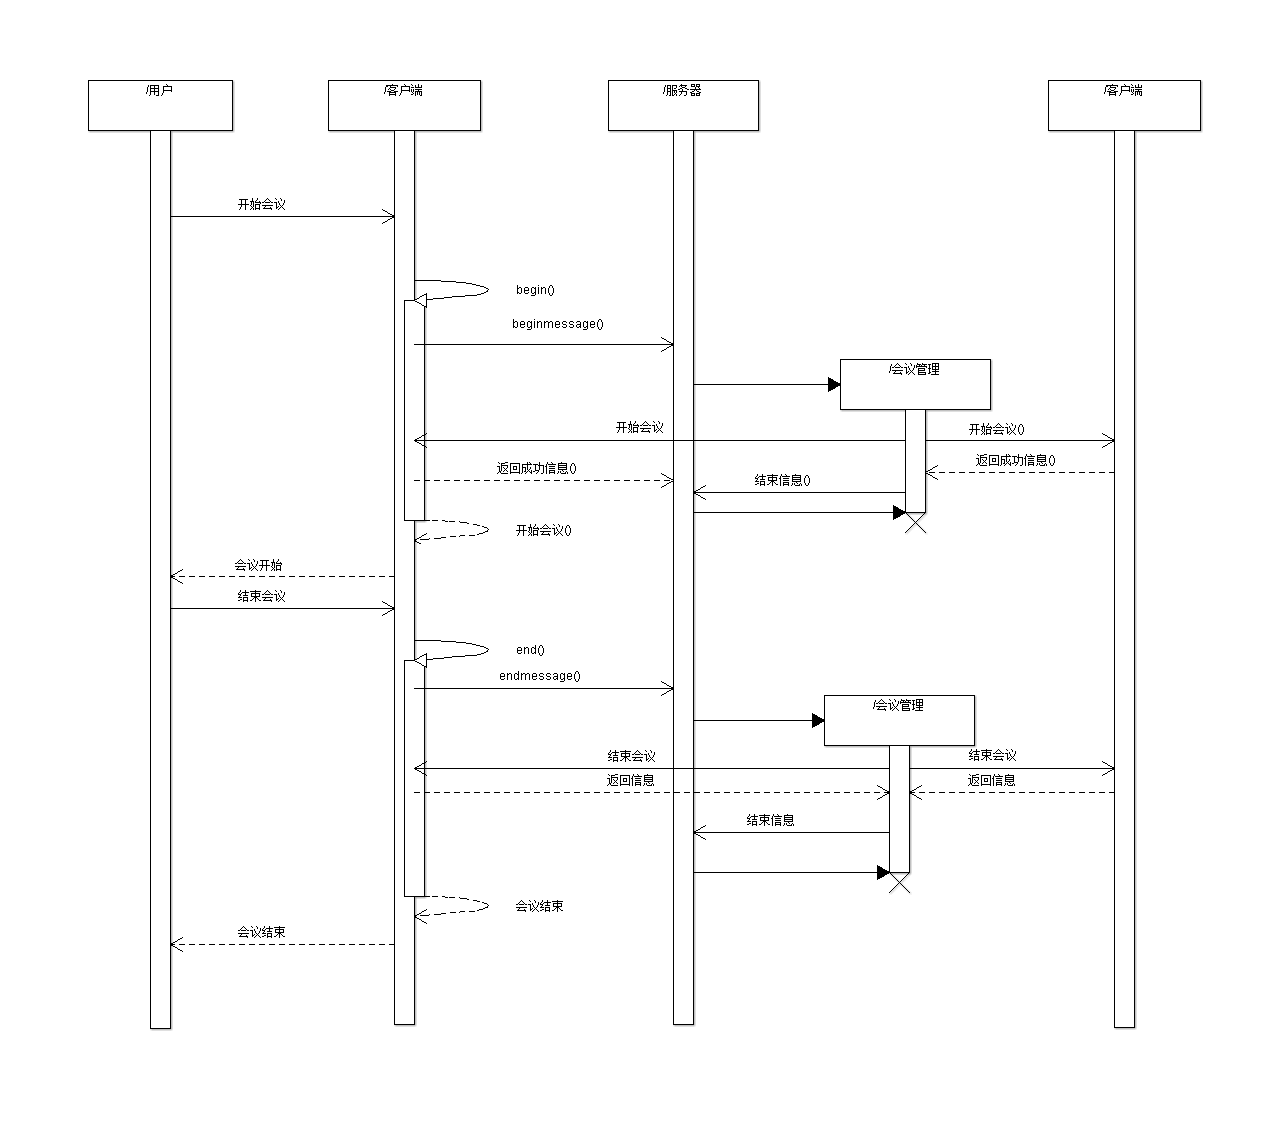 /用户
/客户端
/服务器
/客户端
开始会议
begin()
beginmessage()
/会议管理
开始会议
开始会议()
返回成功信息()
返回成功信息()
结束信息()
开始会议()
会议开始
结束会议
end()
endmessage()
/会议管理
结束会议
结束会议
返回信息
返回信息
结束信息
会议结束
会议结束